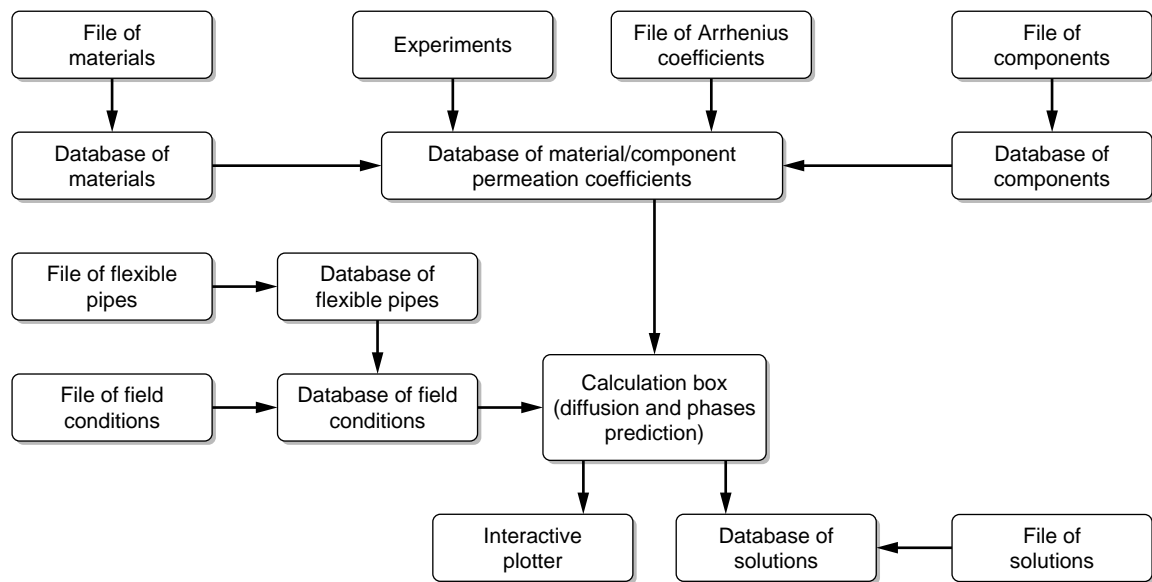 File of
materials
Experiments
File of Arrhenius
coefficients
File of
components
Database of
materials
Database of material/component
permeation coefficients
Database of
components
File of flexible
pipes
Database of
flexible pipes
File of field
conditions
Database of field
conditions
Calculation box
(diffusion and phases
prediction)
Interactive
plotter
Database of
solutions
File of
solutions